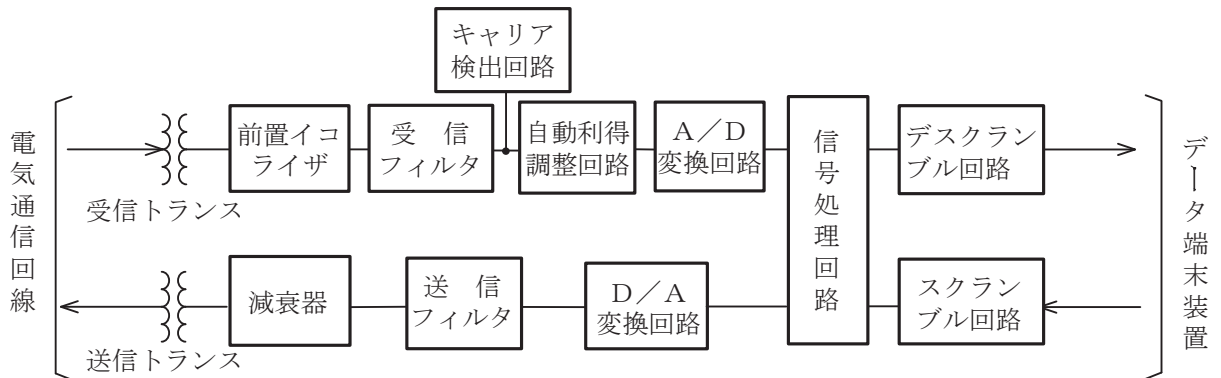 キャリア
検出回路
電気通信回線
前置イコ
ライザ
受　信
フィルタ
自動利得
調整回路
A／D
変換回路
信号処理回路
デスクラン
ブル回路
データ端末装置
受信トランス
減衰器
送　信
フィルタ
D／A
変換回路
スクラン
ブル回路
送信トランス